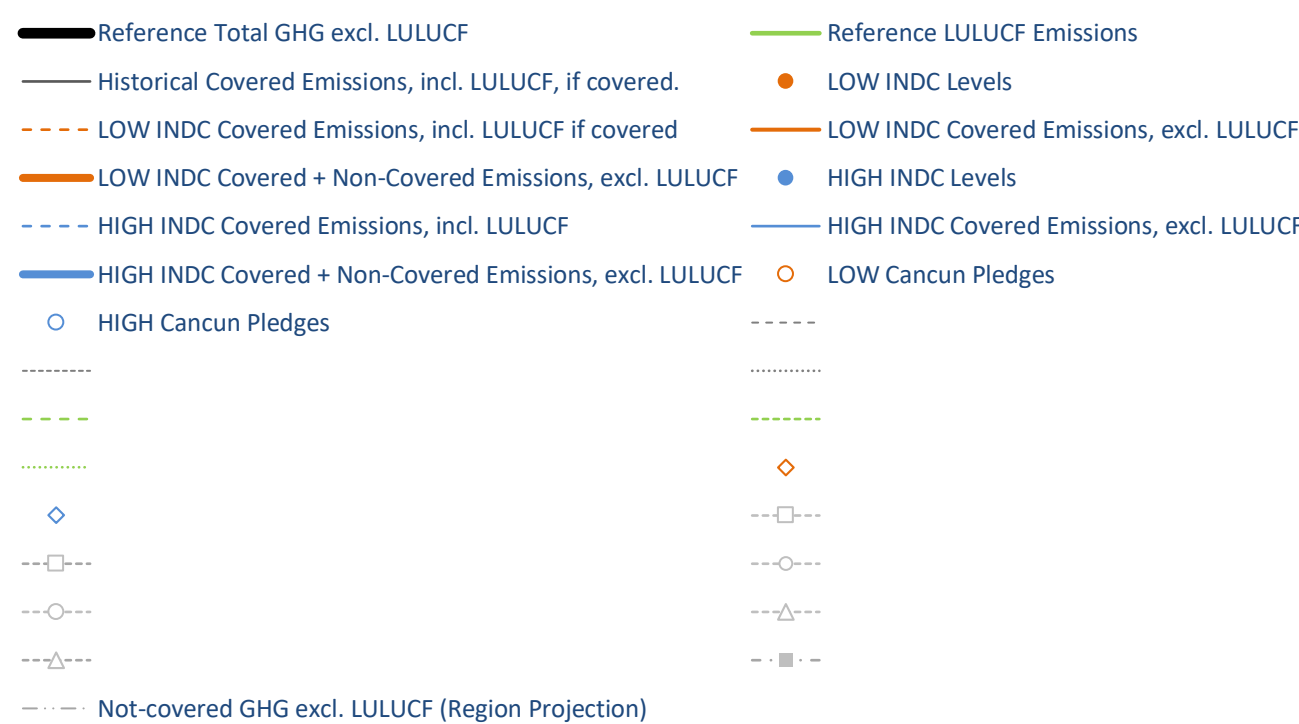 Reference Total GHG excl. LULUCF
Reference LULUCF Emissions
Historical Covered Emissions, incl. LULUCF, if covered.
LOW INDC Levels
LOW INDC Covered Emissions, incl. LULUCF if covered
LOW INDC Covered Emissions, excl. LULUCF
LOW INDC Covered + Non-Covered Emissions, excl. LULUCF
HIGH INDC Levels
HIGH INDC Covered Emissions, incl. LULUCF
HIGH INDC Covered Emissions, excl. LULUCF
HIGH INDC Covered + Non-Covered Emissions, excl. LULUCF
LOW Cancun Pledges
HIGH Cancun Pledges
Not-covered GHG excl. LULUCF (Region Projection)